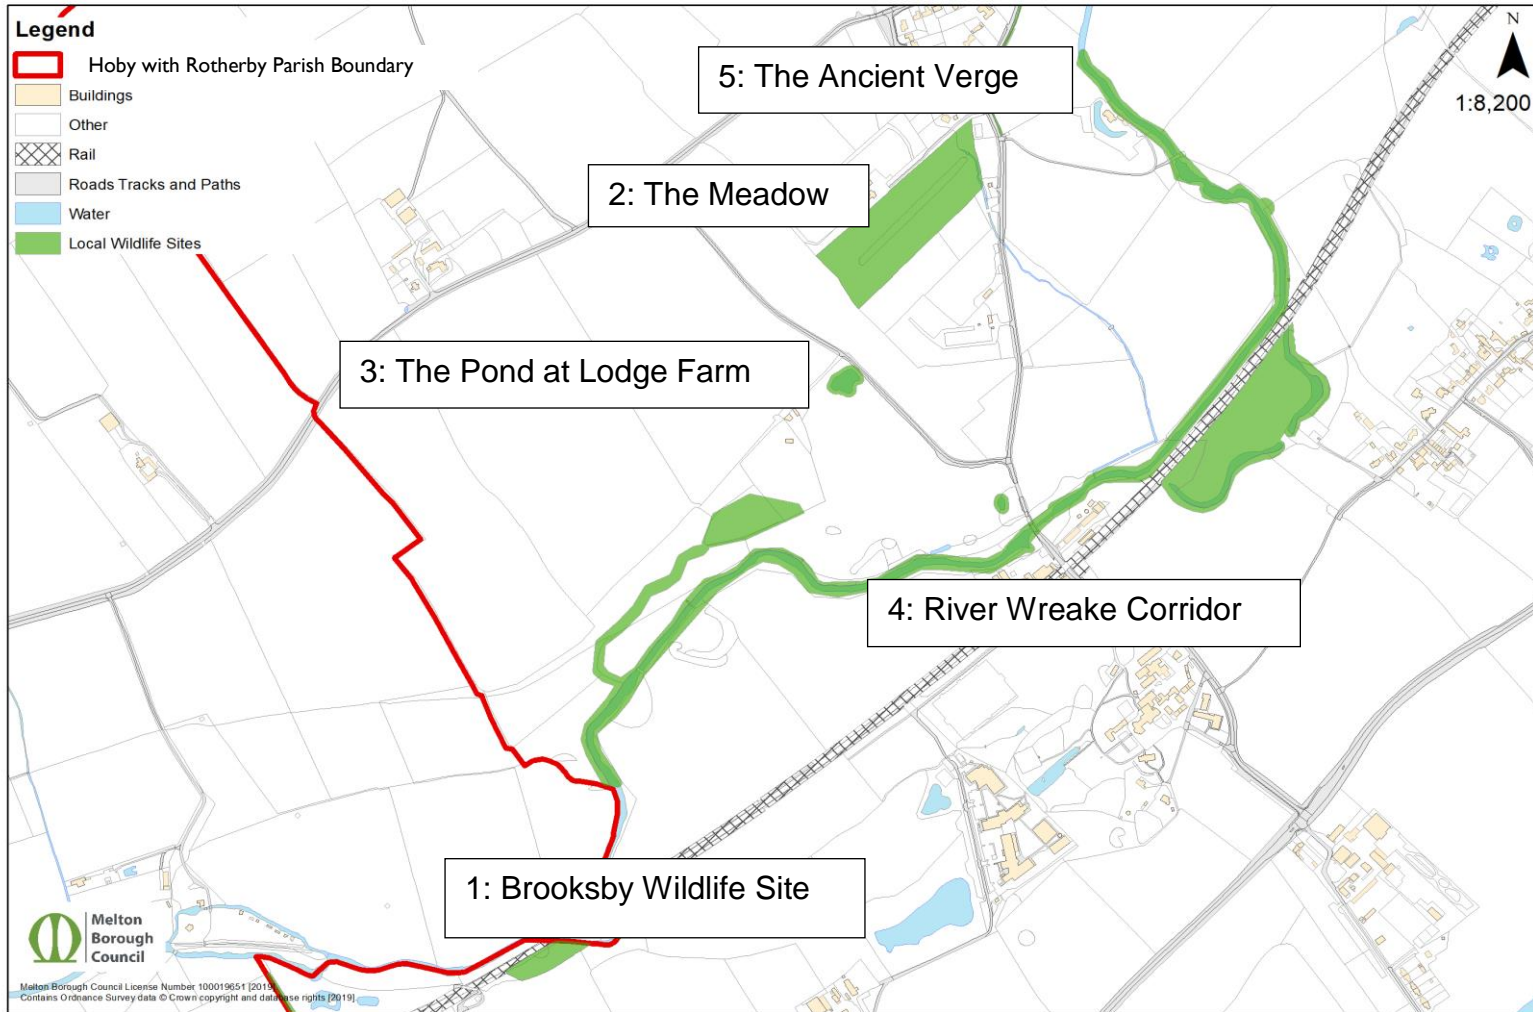 Legend
Hoby with Rotherby Parish Boundary
Buildings
Other
Rail
Roads Tracks and Paths
Water
Local Wildlife Sites
N
1:8,200
5: The Ancient Verge
2: The Meadow
3: The Pond at Lodge Farm
4: River Wreake Corridor
1: Brooksby Wildlife Site
Melton
Borough
Council
Melton Borough Council License Number 100019651 [2019]
Contains Ordnance Survey data © Crown copyright and database rights [2019]